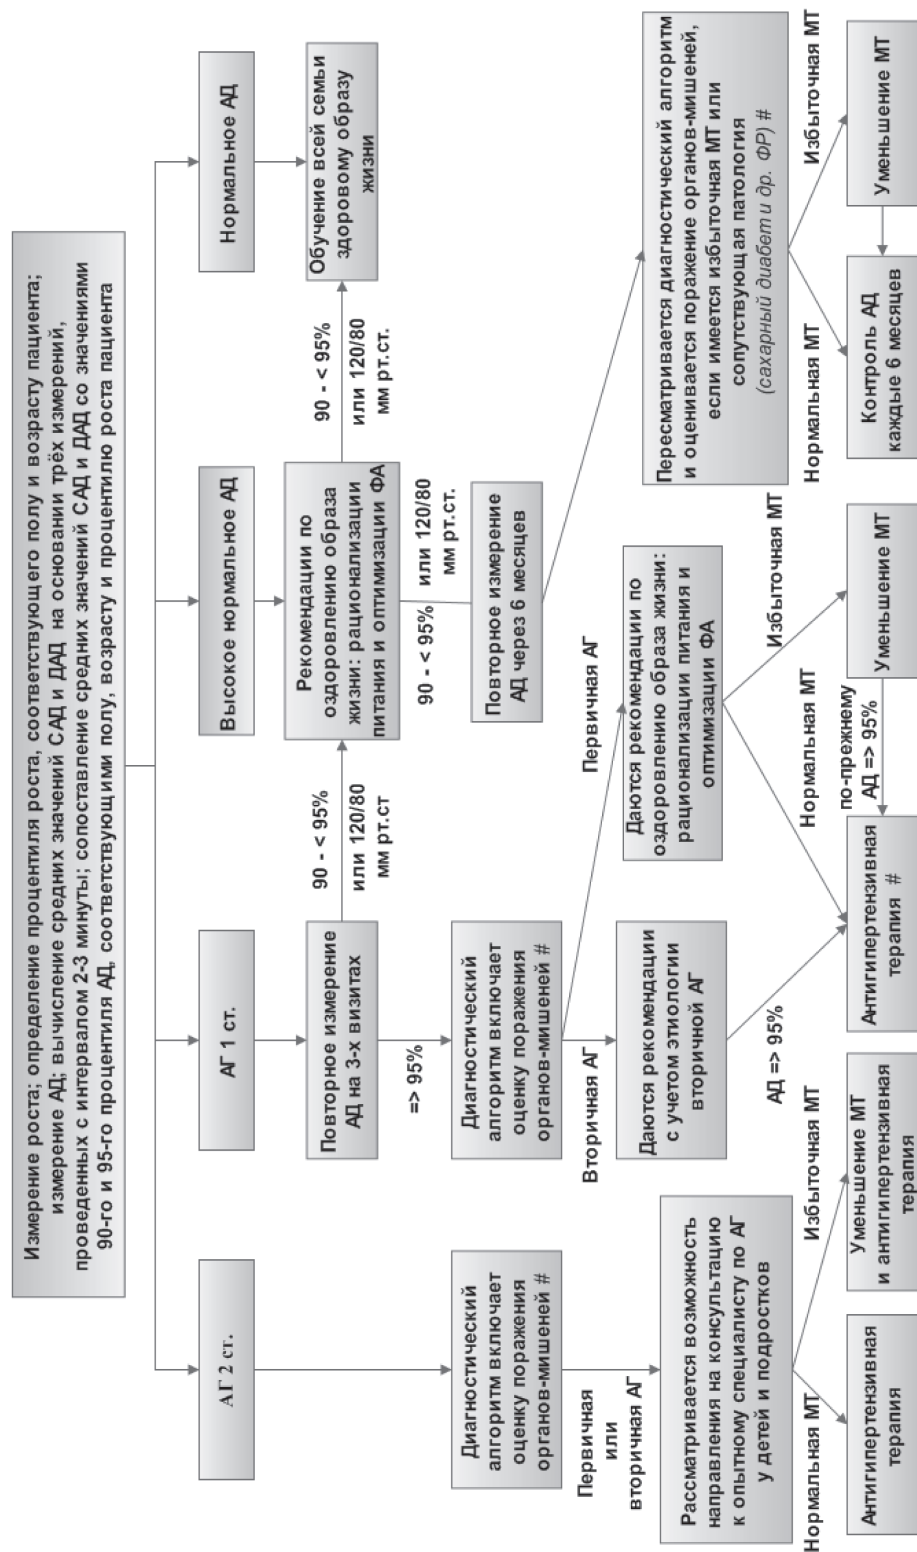 Измерение роста; определение процентиля роста, соответствующего полу и возрасту пациента;
измерение АД; вычисление средних значений САД и ДАД на основании трёх измерений,
проведенных с интервалом 2-3 минуты; сопоставление средних значений САД и ДАД со значениями
90-го и 95-го процентиля АД, соответствующими полу, возрасту и процентилю роста пациента
АГ 2 ст.
АГ 1 ст.
Высокое нормальное АД
Нормальное АД
Повторное измерение
АД на 3-х визитах
90 - < 95%
или 120/80
мм рт.ст
Рекомендации по
оздоровлению образа
жизни: рационализации
питания и оптимизации ФА
90 - < 95%
или 120/80
мм рт.ст.
Обучение всей семьи
здоровому образу
жизни
=> 95%
90 - < 95%
или 120/80
мм рт.ст.
Диагностический
алгоритм включает
оценку поражения
органов-мишеней #
Диагностический
алгоритм включает
оценку поражения
органов-мишеней #
Повторное измерение
АД через 6 месяцев
Первичная
или
вторичная АГ
Вторичная АГ
Первичная АГ
Рассматривается возможность
направления на консультацию
к опытному специалисту по АГ
у детей и подростков
Даются рекомендации
с учетом этиологии
вторичной АГ
Даются рекомендации по
оздоровлению образа жизни:
рационализации питания и
оптимизации ФА
Пересматривается диагностический алгоритм
и оценивается поражение органов-мишеней,
если имеется избыточная МТ или
сопутствующая патология
(сахарный диабет и др. ФР) #
Нормальная МТ
Избыточная МТ
АД => 95%
Нормальная МТ
Избыточная МТ
Нормальная МТ
Избыточная МТ
Антигипертензивная
терапия
Уменьшение МТ
и антигипертензивная
терапия
Антигипертензивная
терапия #
по-прежнему
АД => 95%
Уменьшение МТ
Контроль АД
каждые 6 месяцев
Уменьшение МТ